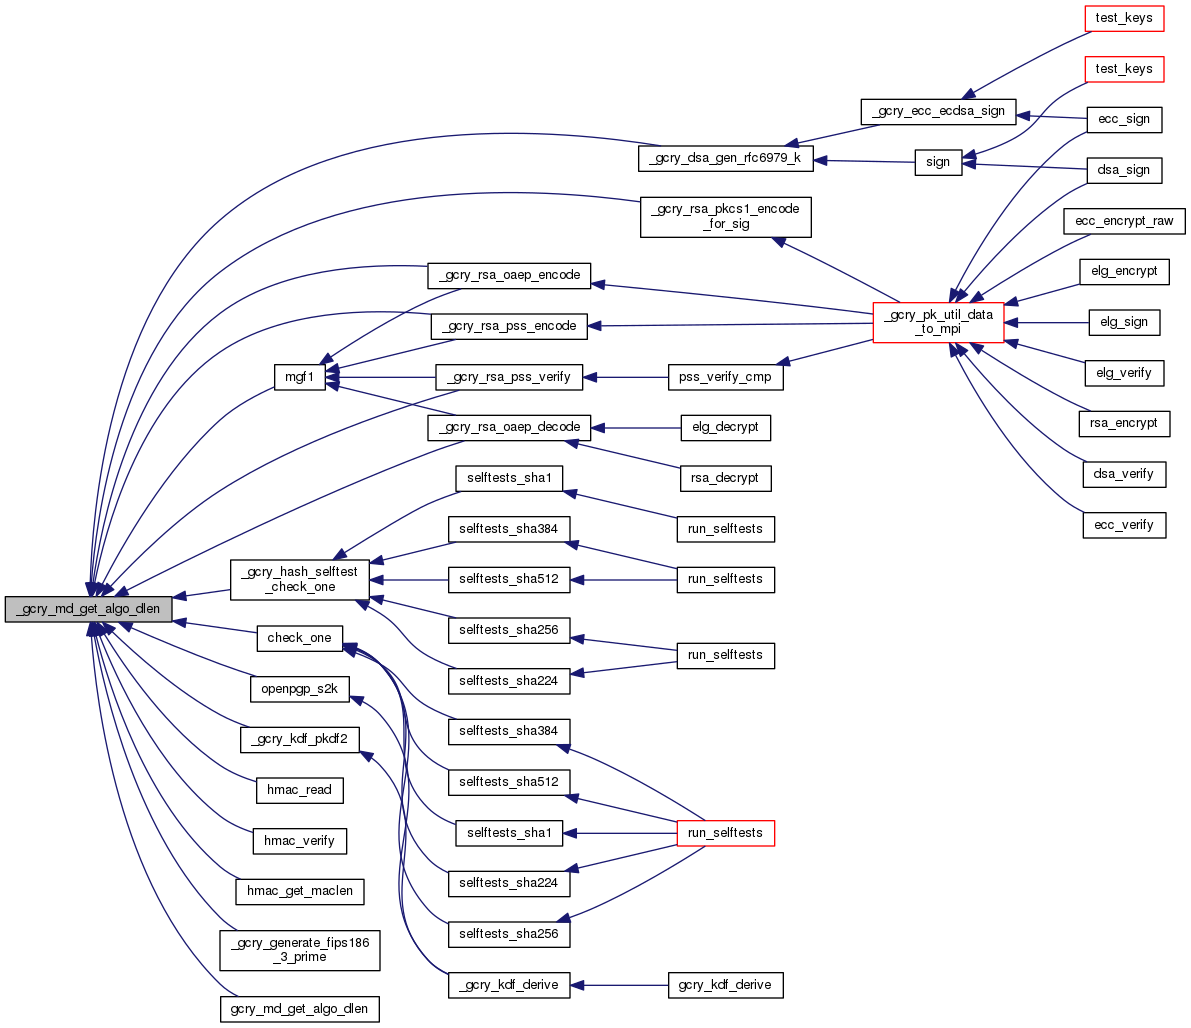 test_keys
test_keys
_gcry_ecc_ecdsa_sign
ecc_sign
_gcry_dsa_gen_rfc6979_k
sign
dsa_sign
_gcry_rsa_pkcs1_encode
_for_sig
ecc_encrypt_raw
_gcry_rsa_oaep_encode
elg_encrypt
_gcry_pk_util_data
_to_mpi
_gcry_rsa_pss_encode
elg_sign
mgf1
_gcry_rsa_pss_verify
pss_verify_cmp
elg_verify
_gcry_rsa_oaep_decode
elg_decrypt
rsa_encrypt
selftests_sha1
rsa_decrypt
dsa_verify
selftests_sha384
run_selftests
ecc_verify
_gcry_hash_selftest
_check_one
selftests_sha512
run_selftests
_gcry_md_get_algo_dlen
check_one
selftests_sha256
run_selftests
openpgp_s2k
selftests_sha224
_gcry_kdf_pkdf2
selftests_sha384
hmac_read
selftests_sha512
hmac_verify
selftests_sha1
run_selftests
hmac_get_maclen
selftests_sha224
_gcry_generate_fips186
_3_prime
selftests_sha256
_gcry_kdf_derive
gcry_kdf_derive
gcry_md_get_algo_dlen